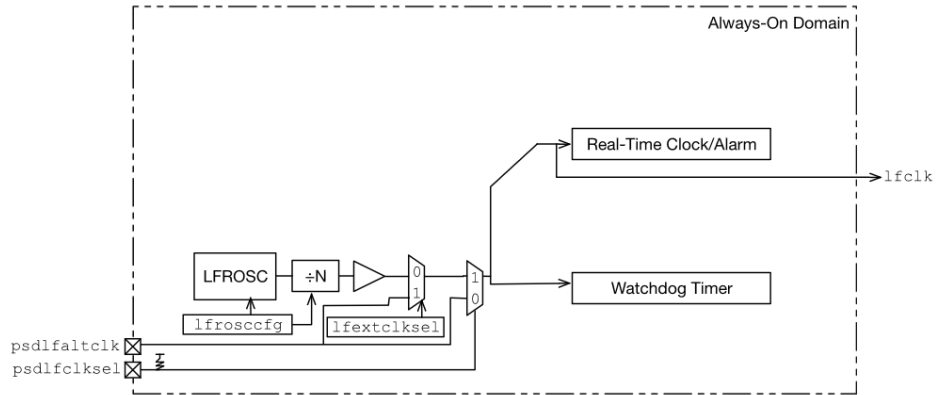 Always-On Domain
Real-Time Clock/Alarm
lfclk
LFROSC
÷N
0
1
1
0
Watchdog Timer
lfrosccfg
lfextclksel
psdlfaltclk
psdlfclksel